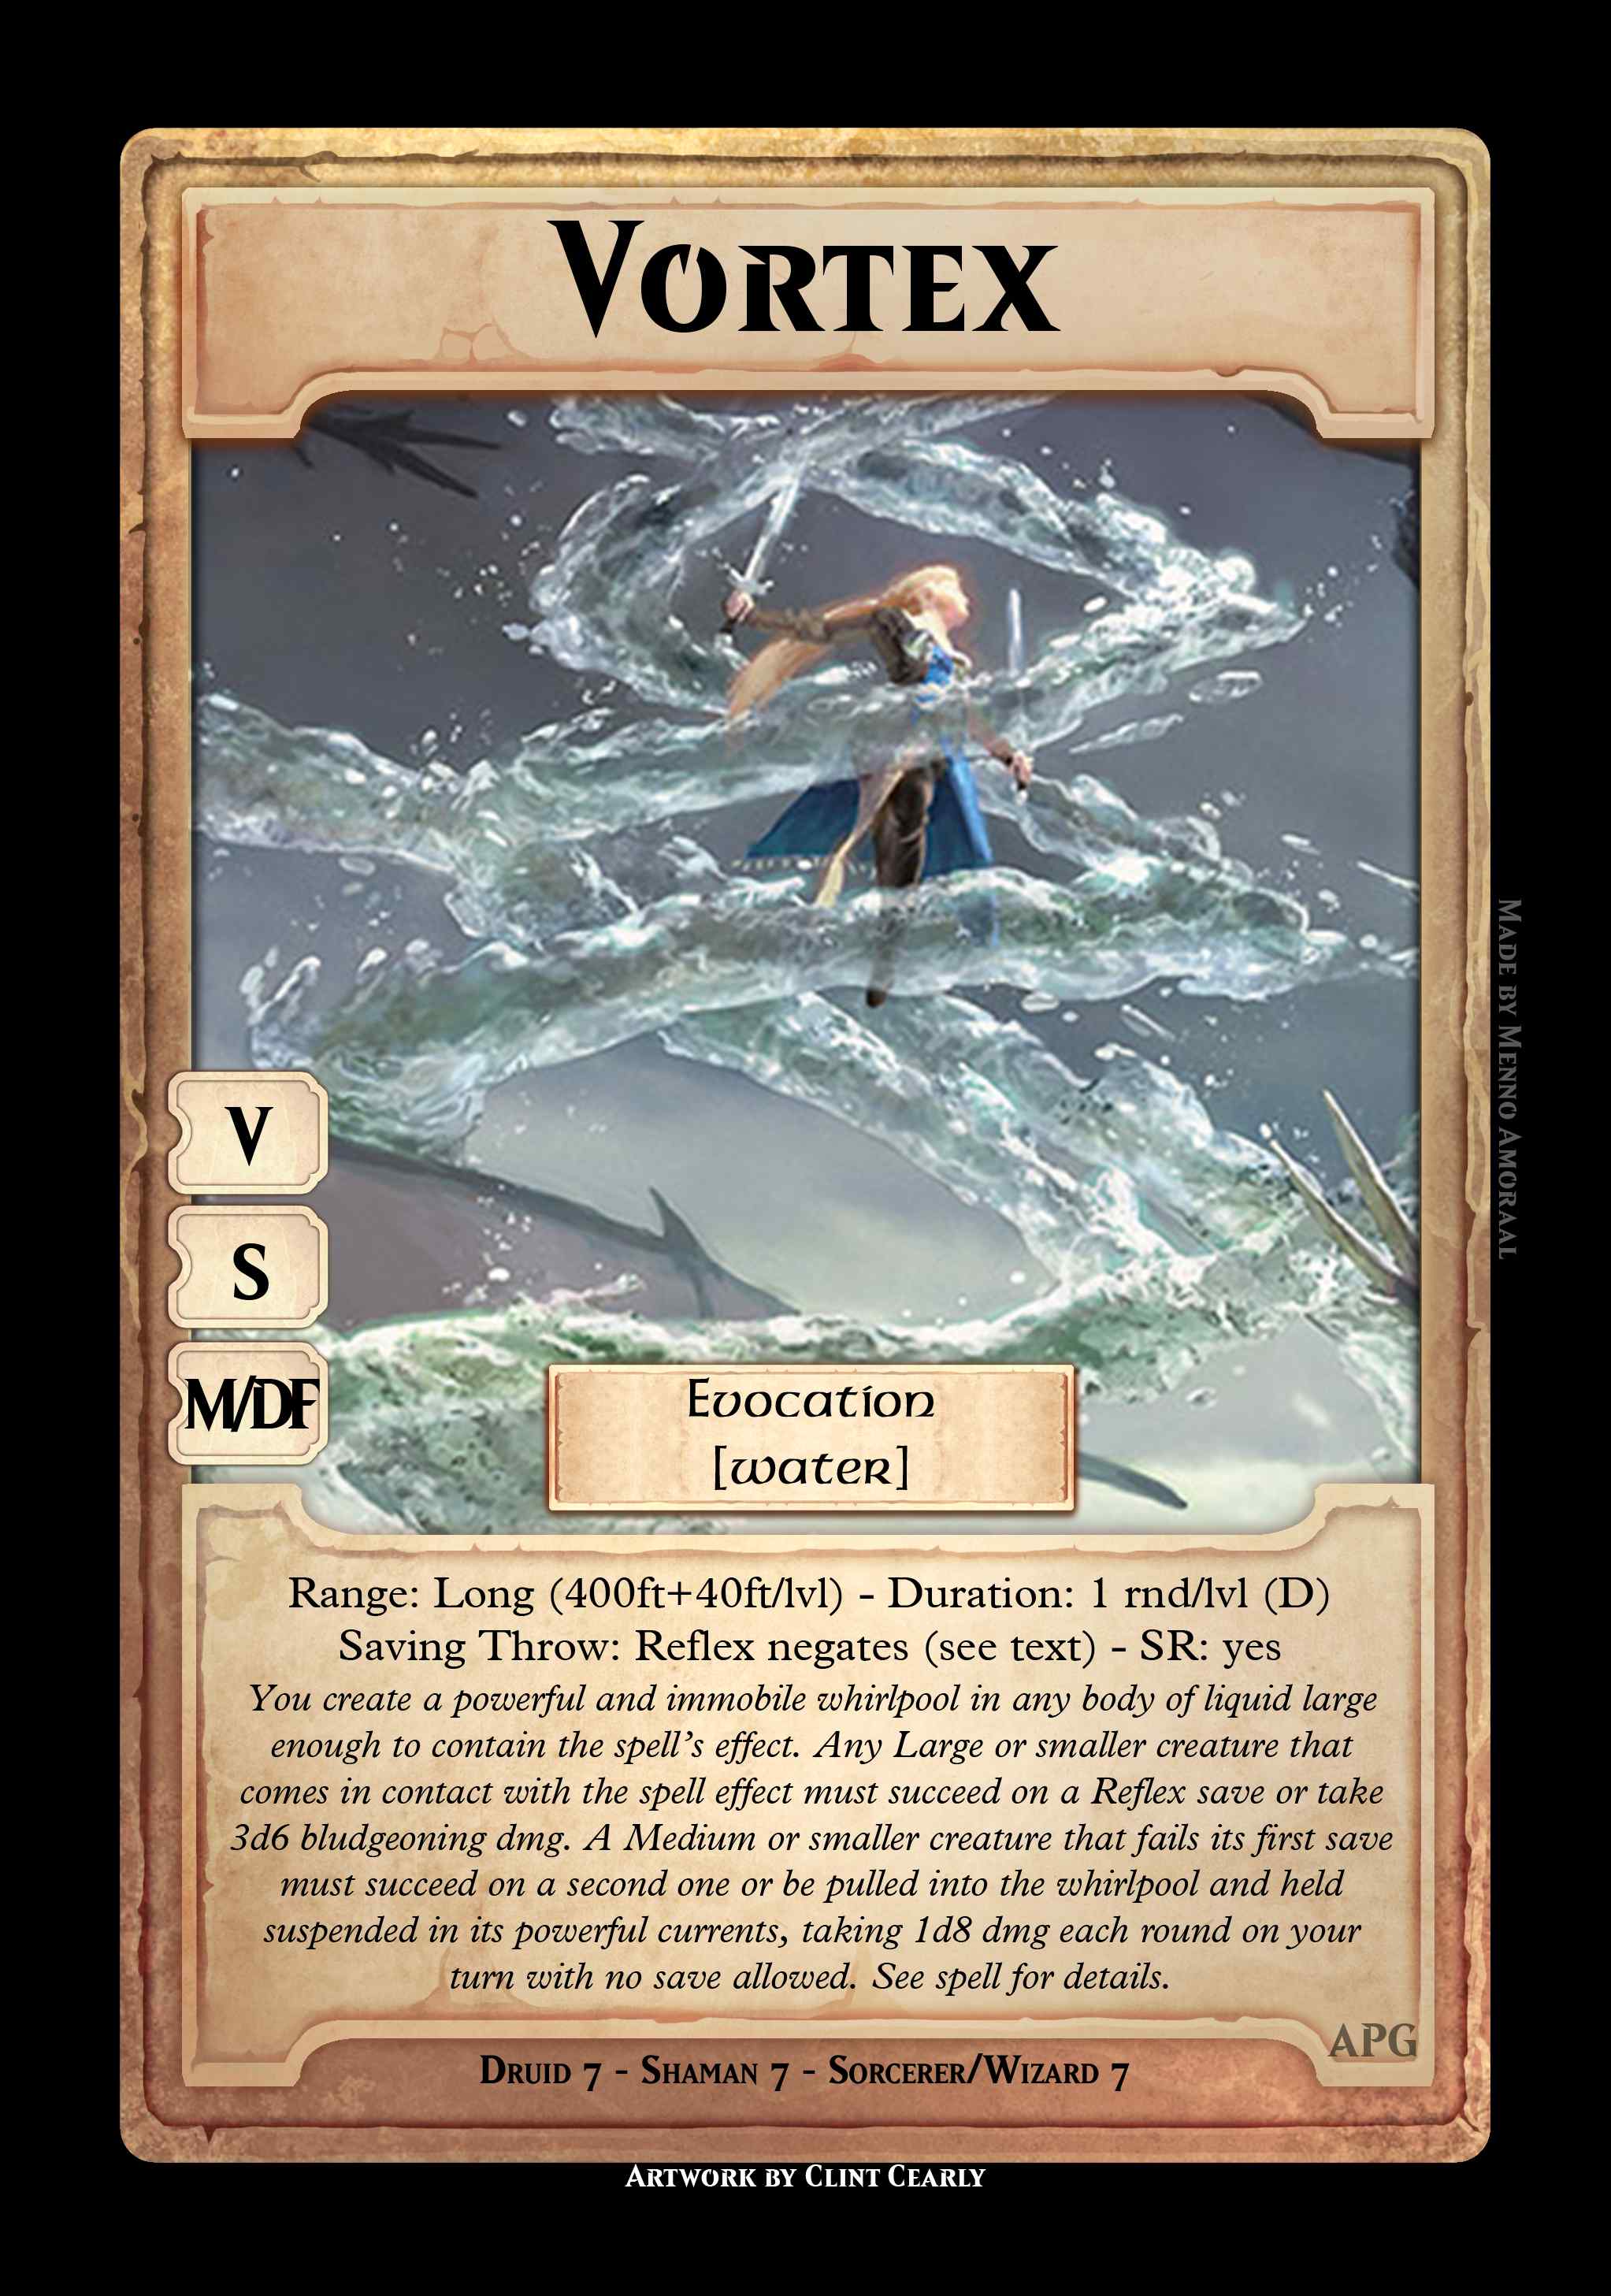 Vortex
V
S
M/DF
Evocation
[water]
Range: Long (400ft+40ft/lvl) - Duration: 1 rnd/lvl (D)
Saving Throw: Reflex negates (see text) - SR: yes
You create a powerful and immobile whirlpool in any body of liquid large
enough to contain the spell’s effect. Any Large or smaller creature that
comes in contact with the spell effect must succeed on a Reflex save or take
3d6 bludgeoning dmg. A Medium or smaller creature that fails its first save
must succeed on a second one or be pulled into the whirlpool and held
suspended in its powerful currents, taking 1d8 dmg each round on your
turn with no save allowed. See spell for details.
APG
Druid 7 - Shaman 7 - Sorcerer/Wizard 7
Artwork by Clint Cearly
Made by Menno Amoraal